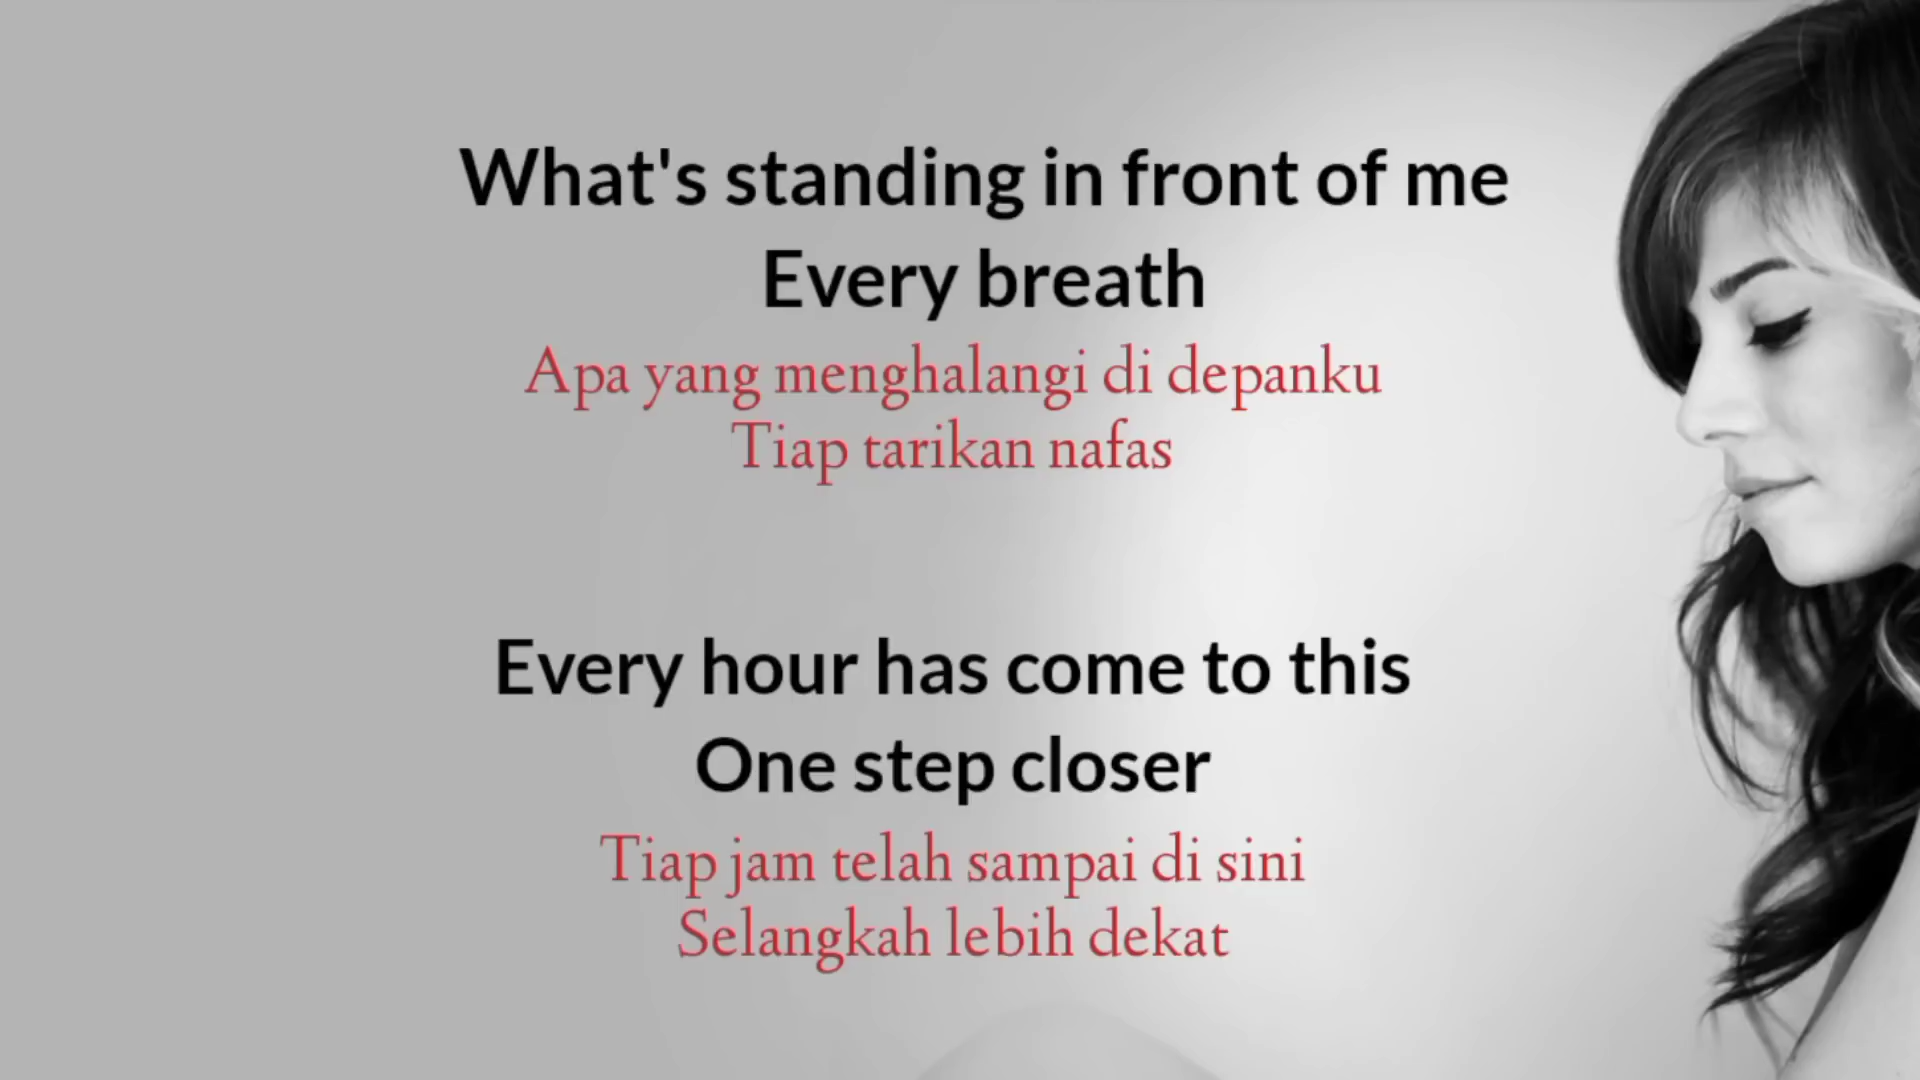 What's standing in front of me
Every breath
Apa yang menghalangi di depanku
Tiap tarikan nafas
Every hour has come to this
One step closer
Tiap jam telah sampai di sini
Selangkah lebih dekat